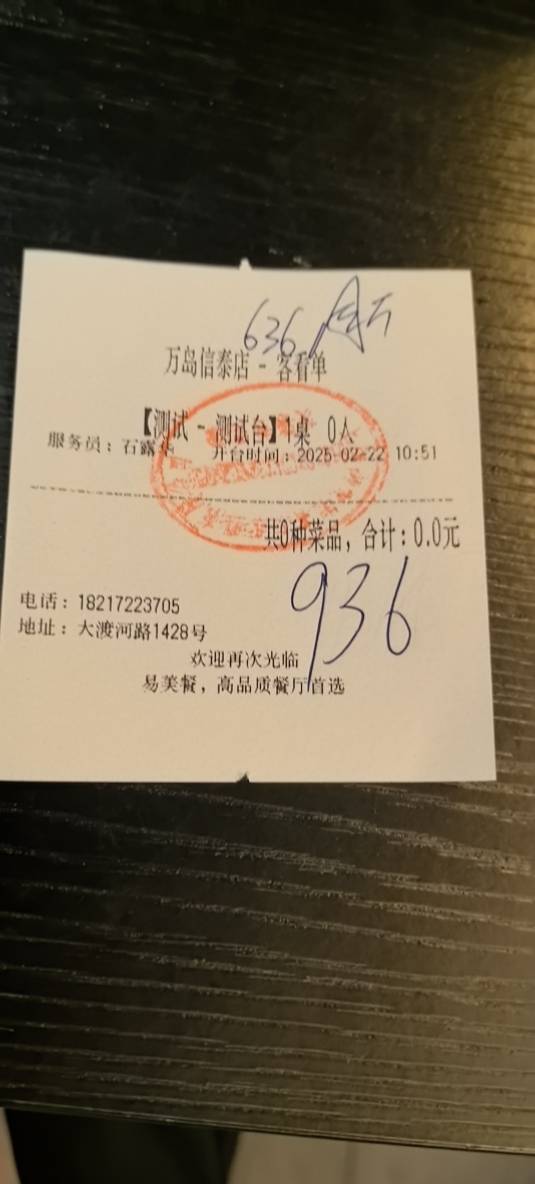 636
万岛信泰店 - 客看单
【测试 - 测试台】1桌 0人
服务员：石露华 开台时间：2025-02-22 10:51
共0种菜品，合计：0.0元
936
电话：18217223705
地址：大渡河路1428号
欢迎再次光临
易美餐，高品质餐厅首选